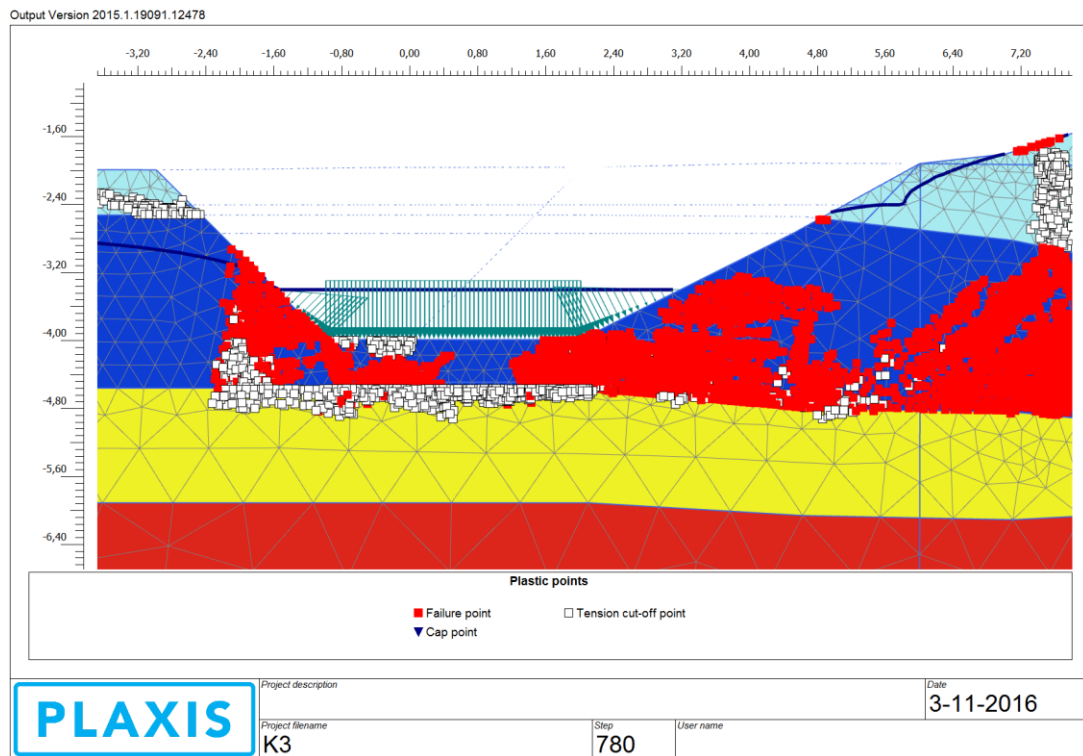 Output Version 2015.1.19091.12478
-3,20 -2,40 -1,60 -0,80 0,00 0,80 1,60 2,40 3,20 4,00 4,80 5,60 6,40 7,20
-1,60
-2,40
-3,20
-4,00
-4,80
-5,60
-6,40
Plastic points
Failure point Tension cut-off point
Cap point
PLAXIS
Project description
Date
3-11-2016
Project filename
K3
Step
780
User name